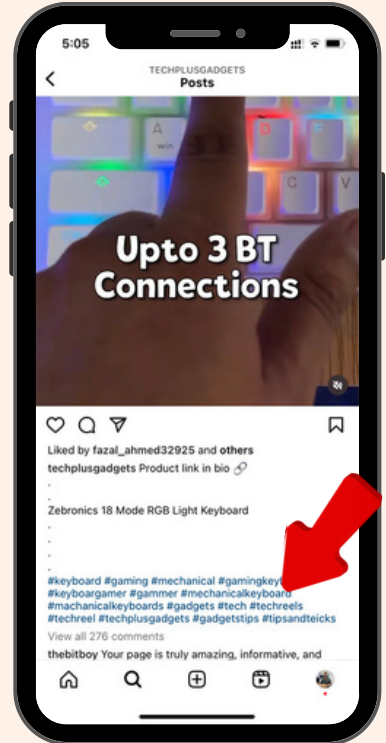 5:05
TECHPLUSGADGETS
Posts
A
win
D
F
C
V
Upto 3 BT
Connections
Liked by fazal_ahmed32925 and others
techplusgadgets Product link in bio 🔗
.
.
Zebronics 18 Mode RGB Light Keyboard
.
.
.
.
#keyboard #gaming #mechanical
#keyboargamer #gammer #mechanicalkeyboard
#machanicalkeyboards #gadgets #tech #techreels
#techreel #techplusgadgets #gadgetstips #tipsandteicks
View all 276 comments
thebitboy Your page is truly amazing, informative, and